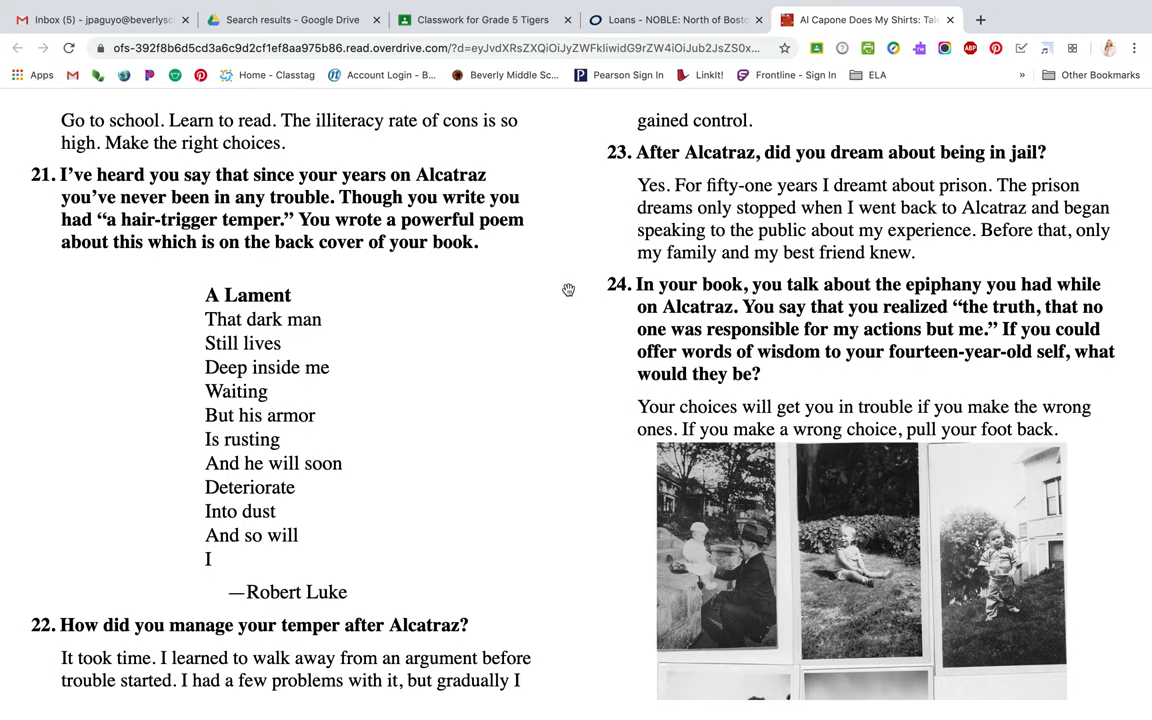 Inbox (5) - jpaguyo@beverlysc
Search results - Google Drive
Classwork for Grade 5 Tigers
Loans - NOBLE: North of Bosto
Al Capone Does My Shirts: Tale
ofs-392f8b6d5cd3a6c9d2cf1ef8aa975b86.read.overdrive.com/?d=eyJvdXRsZXQiOiJyZWFkIiwidG9rZW4iOiJub2JsZS0x...
Apps
Home - Classtag
Account Login - B...
Beverly Middle Sc...
Pearson Sign In
LinkIt!
Frontline - Sign In
ELA
»
Other Bookmarks
Go to school. Learn to read. The illiteracy rate of cons is so
high. Make the right choices.
21. I’ve heard you say that since your years on Alcatraz
you’ve never been in any trouble. Though you write you
had “a hair-trigger temper.” You wrote a powerful poem
about this which is on the back cover of your book.
A Lament
That dark man
Still lives
Deep inside me
Waiting
But his armor
Is rusting
And he will soon
Deteriorate
Into dust
And so will
I
—Robert Luke
22. How did you manage your temper after Alcatraz?
It took time. I learned to walk away from an argument before
trouble started. I had a few problems with it, but gradually I
gained control.
23. After Alcatraz, did you dream about being in jail?
Yes. For fifty-one years I dreamt about prison. The prison
dreams only stopped when I went back to Alcatraz and began
speaking to the public about my experience. Before that, only
my family and my best friend knew.
24. In your book, you talk about the epiphany you had while
on Alcatraz. You say that you realized “the truth, that no
one was responsible for my actions but me.” If you could
offer words of wisdom to your fourteen-year-old self, what
would they be?
Your choices will get you in trouble if you make the wrong
ones. If you make a wrong choice, pull your foot back.